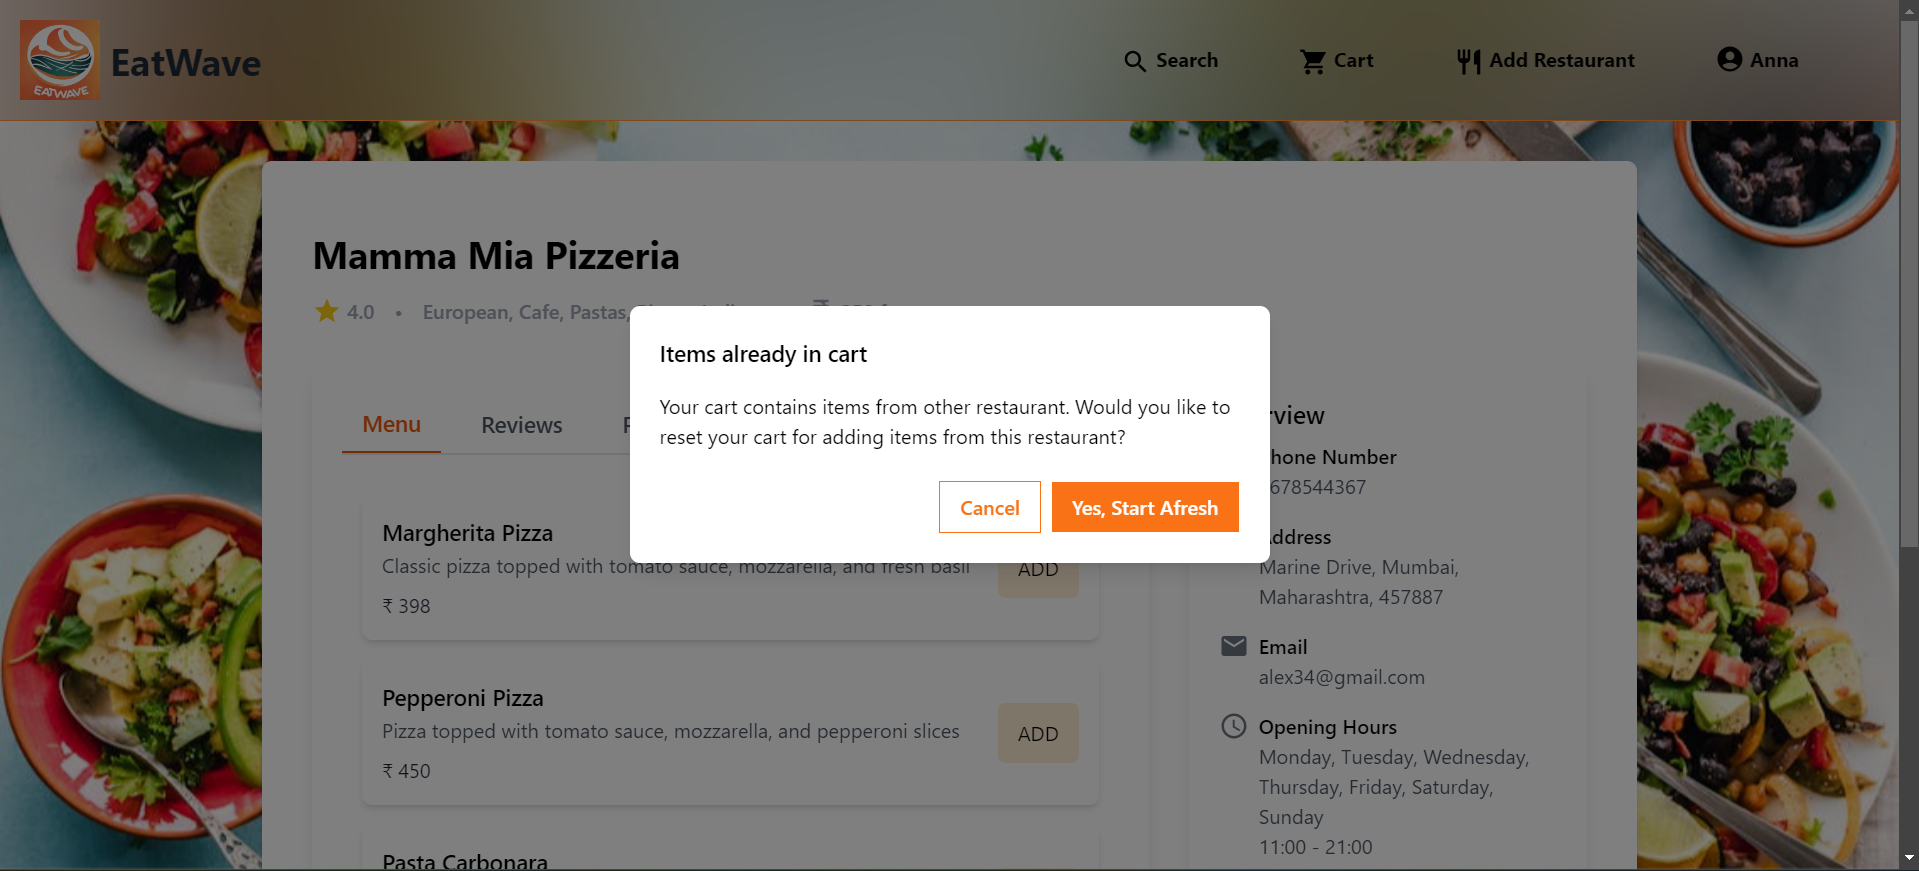 EATWAVE
EatWave
Search
Cart
Add Restaurant
Anna
Mamma Mia Pizzeria
4.0 • European, Cafe, Pastas,
Items already in cart
Your cart contains items from other restaurant. Would you like to
reset your cart for adding items from this restaurant?
Cancel
Yes, Start Afresh
Menu
Reviews
Margherita Pizza
Classic pizza topped with tomato sauce, mozzarella, and fresh basil
₹ 398
ADD
Pepperoni Pizza
Pizza topped with tomato sauce, mozzarella, and pepperoni slices
₹ 450
ADD
Pasta Carbonara
rview
hone Number
678544367
ddress
Marine Drive, Mumbai,
Maharashtra, 457887
Email
alex34@gmail.com
Opening Hours
Monday, Tuesday, Wednesday,
Thursday, Friday, Saturday,
Sunday
11:00 - 21:00